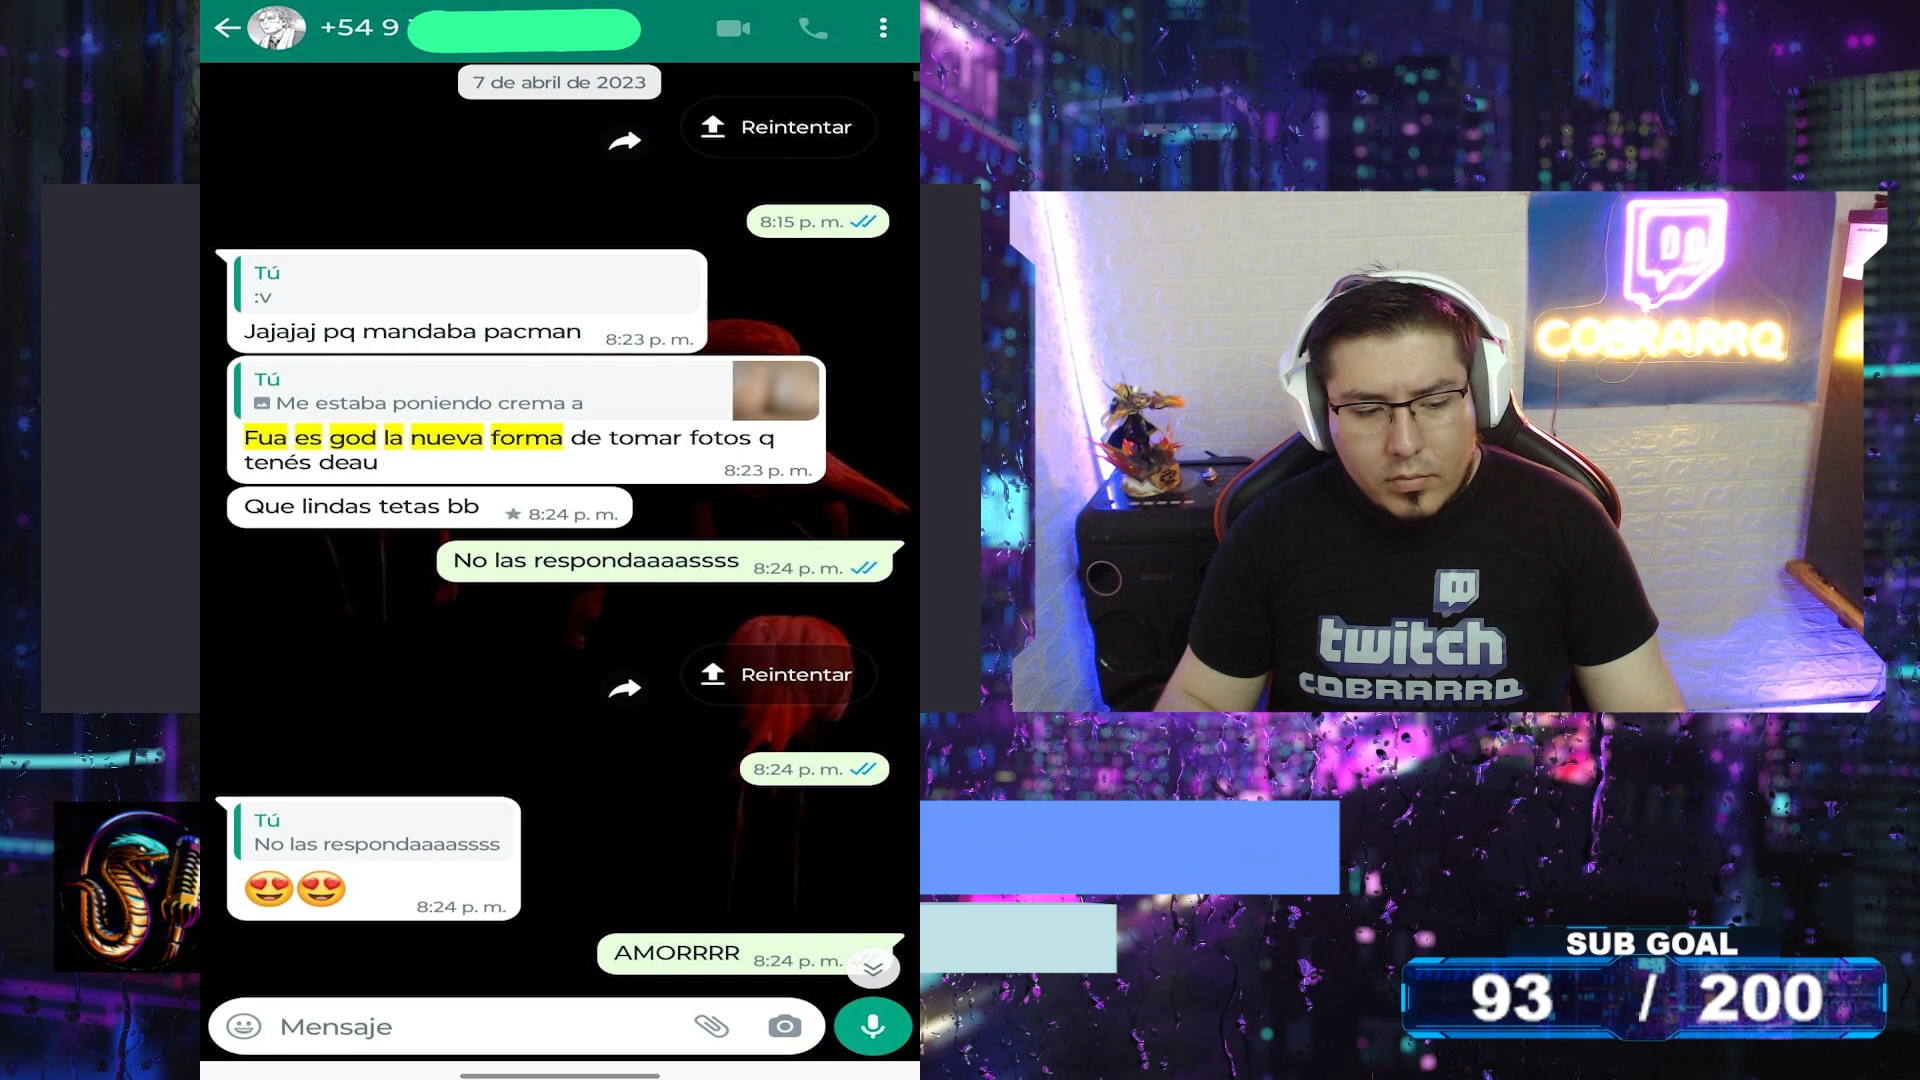 +54 9
7 de abril de 2023
Reintentar
8:15 p. m.
Tú
:v
Jajajaj pq mandaba pacman 8:23 p. m.
Tú
Me estaba poniendo crema a
Fua es god la nueva forma de tomar fotos q
tenés deau 8:23 p. m.
Que lindas tetas bb 8:24 p. m.
No las respondaaaassss 8:24 p. m.
Reintentar
8:24 p. m.
Tú
No las respondaaaassss
😍😍
8:24 p. m.
AMORRRR 8:24 p. m.
Mensaje
COBRARRQ
twitch
COBRARRQ
SUB GOAL
93 / 200